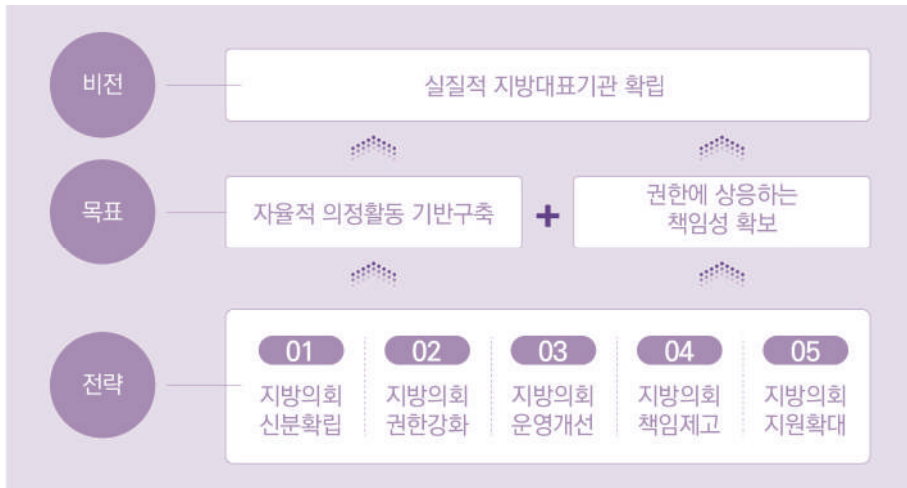 비전
실질적 지방대표기관 확립
목표
자율적 의정활동 기반구축
+
권한에 상응하는
책임성 확보
전략
01
지방의회
신분확립
02
지방의회
권한강화
03
지방의회
운영개선
04
지방의회
책임제고
05
지방의회
지원확대